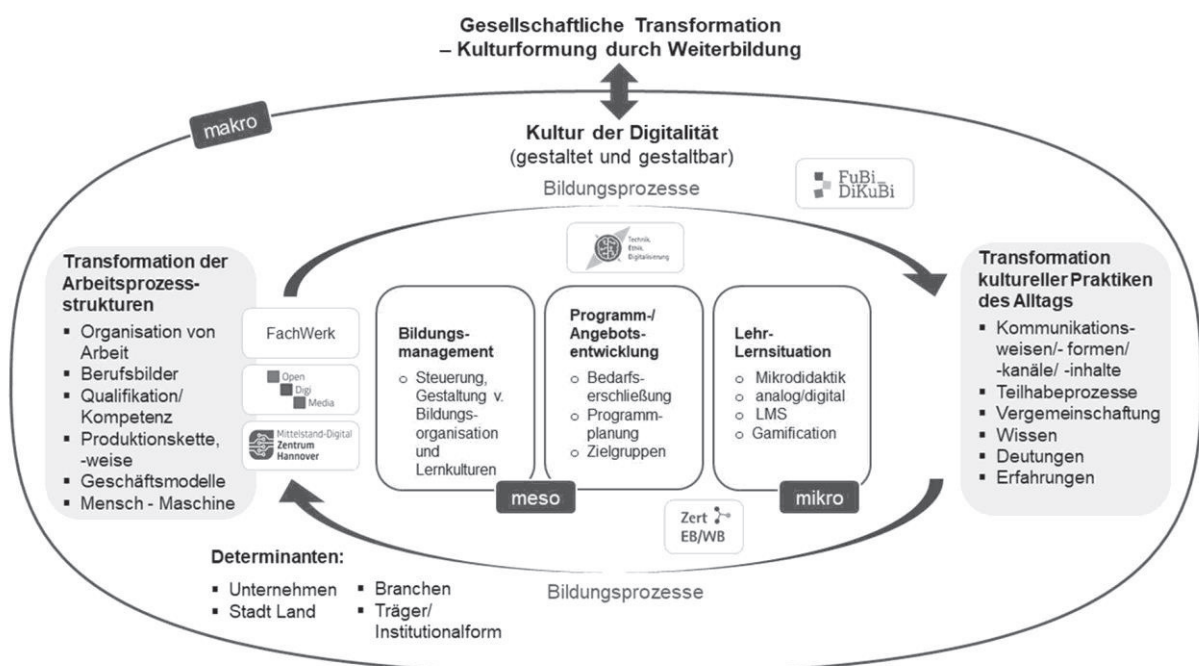 Gesellschaftliche Transformation
– Kulturformung durch Weiterbildung
makro
Kultur der Digitalität
(gestaltet und gestaltbar)
Bildungsprozesse
FuBi_
DiKuBi
Technik,
Ethik,
Digitalisierung
Transformation der
Arbeitsprozess-
strukturen
▪ Organisation von
Arbeit
▪ Berufsbilder
▪ Qualifikation/
Kompetenz
▪ Produktionskette,
-weise
▪ Geschäftsmodelle
▪ Mensch - Maschine
FachWerk
Open
Digi
Media
Mittelstand-Digital
Zentrum
Hannover
Bildungs-
management
o Steuerung,
Gestaltung v.
Bildungs-
organisation
und
Lernkulturen
Programm-/
Angebots-
entwicklung
o Bedarfs-
erschließung
o Programm-
planung
o Zielgruppen
meso
Lehr-
Lernsituation
o Mikrodidaktik
o analog/digital
o LMS
o Gamification
mikro
Transformation
kultureller Praktiken
des Alltags
▪ Kommunikations-
weisen/- formen/
-kanäle/ -inhalte
▪ Teilhabeprozesse
▪ Vergemeinschaftung
▪ Wissen
▪ Deutungen
▪ Erfahrungen
Zert
EB/WB
Bildungsprozesse
Determinanten:
▪ Unternehmen
▪ Stadt Land
▪ Branchen
▪ Träger/
Institutionalform